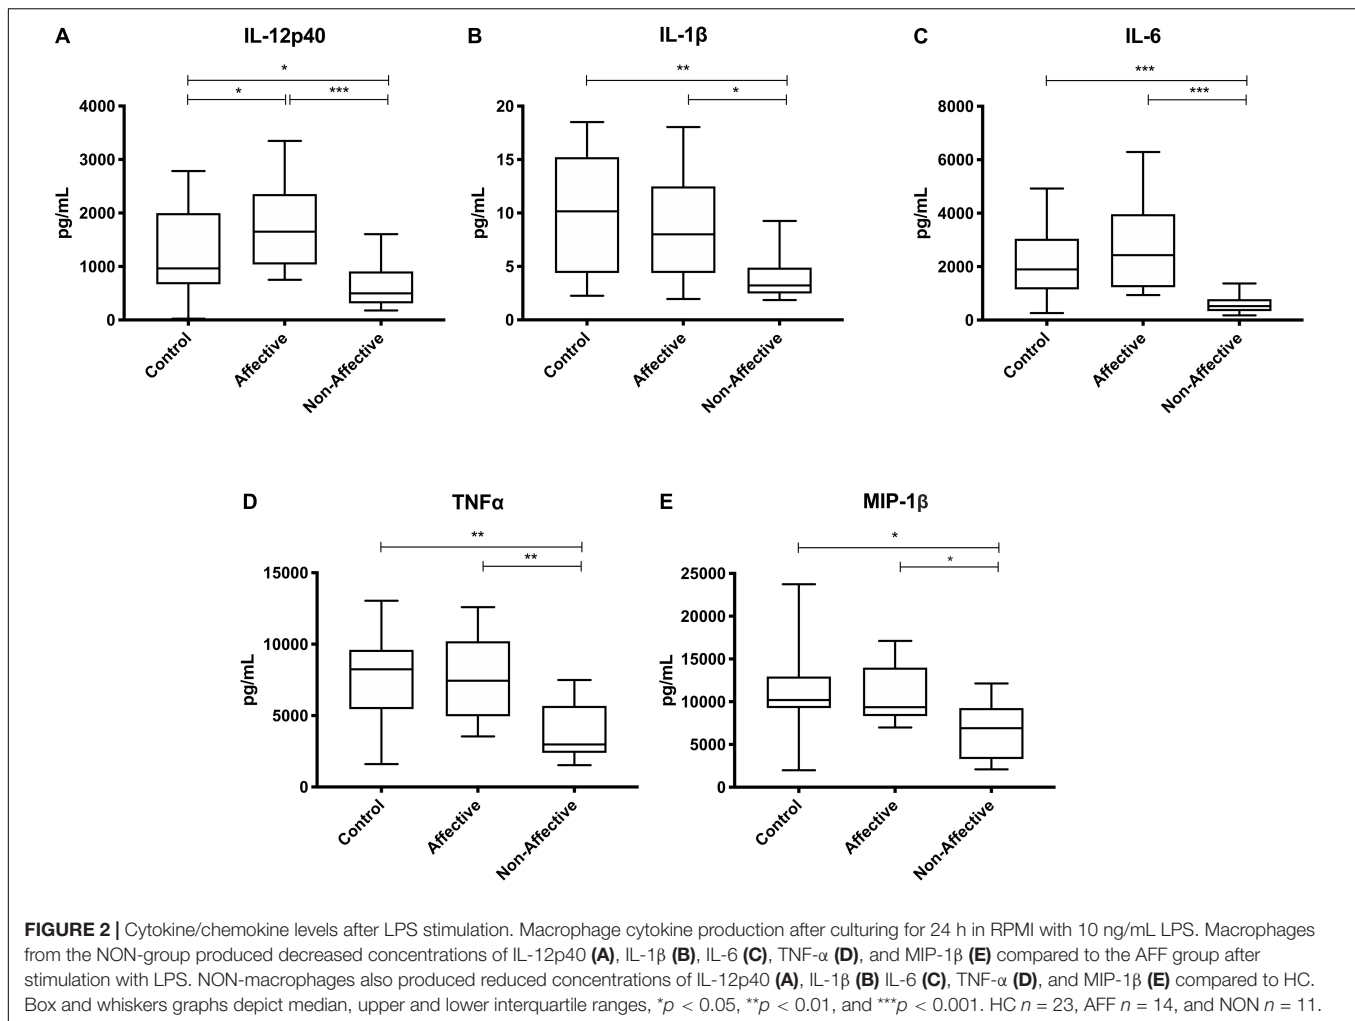 A IL-12p40
*
* ***
4000
3000
2000
1000
0
pg/mL
Control
Affective
Non-Affective
B IL-1β
**
*
20
15
10
5
0
pg/mL
Control
Affective
Non-Affective
C IL-6
***
***
8000
6000
4000
2000
0
pg/mL
Control
Affective
Non-Affective
D TNFα
**
**
15000
10000
5000
0
pg/mL
Control
Affective
Non-Affective
E MIP-1β
*
*
25000
20000
15000
10000
5000
0
pg/mL
Control
Affective
Non-Affective
FIGURE 2 | Cytokine/chemokine levels after LPS stimulation. Macrophage cytokine production after culturing for 24 h in RPMI with 10 ng/mL LPS. Macrophages
from the NON-group produced decreased concentrations of IL-12p40 (A), IL-1β (B), IL-6 (C), TNF-α (D), and MIP-1β (E) compared to the AFF group after
stimulation with LPS. NON-macrophages also produced reduced concentrations of IL-12p40 (A), IL-1β (B) IL-6 (C), TNF-α (D), and MIP-1β (E) compared to HC.
Box and whiskers graphs depict median, upper and lower interquartile ranges, *p < 0.05, **p < 0.01, and ***p < 0.001. HC n = 23, AFF n = 14, and NON n = 11.